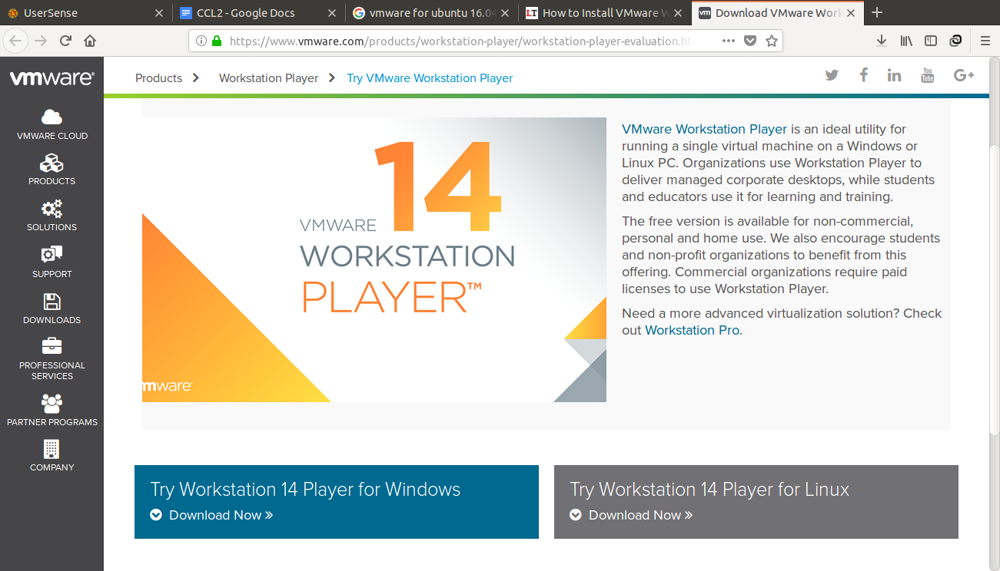 UserSense
CCL2 - Google Docs
vmware for ubuntu 16.04
How to Install VMware W
Download VMware Work
https://www.vmware.com/products/workstation-player/workstation-player-evaluation.htm
vmware®
Products
Workstation Player
Try VMware Workstation Player
You
Tube
G+
VMWARE CLOUD
PRODUCTS
SOLUTIONS
SUPPORT
DOWNLOADS
PROFESSIONAL
SERVICES
PARTNER PROGRAMS
COMPANY
14
VMWARE
WORKSTATION
PLAYER™
mware®
VMware Workstation Player is an ideal utility for
running a single virtual machine on a Windows or
Linux PC. Organizations use Workstation Player to
deliver managed corporate desktops, while students
and educators use it for learning and training.
The free version is available for non-commercial,
personal and home use. We also encourage students
and non-profit organizations to benefit from this
offering. Commercial organizations require paid
licenses to use Workstation Player.
Need a more advanced virtualization solution? Check
out Workstation Pro.
Try Workstation 14 Player for Windows
Download Now »
Try Workstation 14 Player for Linux
Download Now »